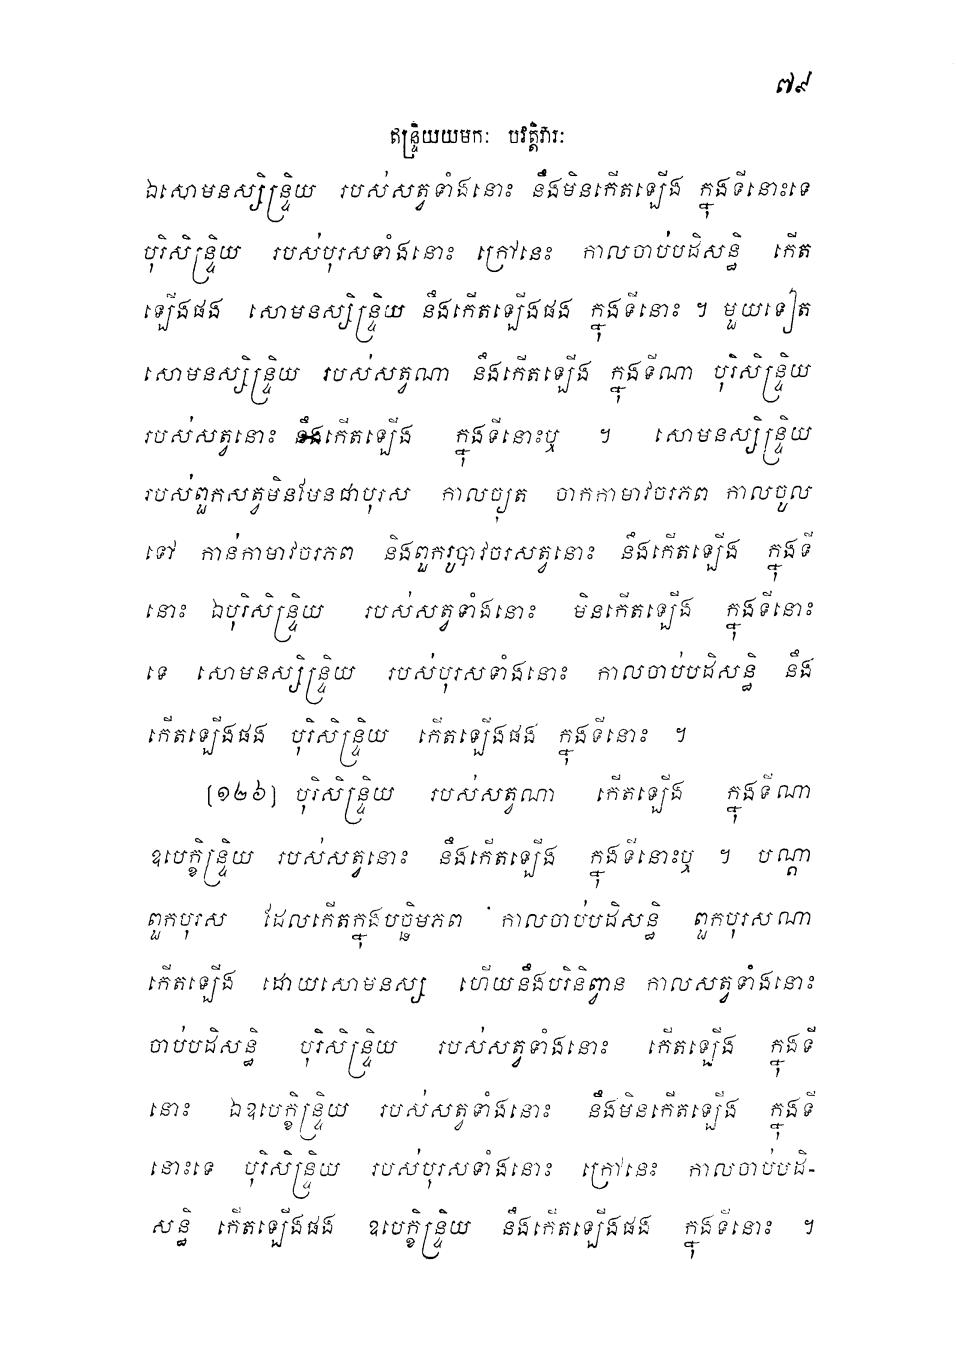 ៧៩
ឥន្ទ្រិយយមកៈ បវត្តិវារៈ
ឯសោមនស្សិន្ទ្រិយ របស់សត្វទាំងនោះ នឹងមិនកើតឡើង ក្នុងទីនោះទេ
បុរិសិន្ទ្រិយ របស់បុរសទាំងនោះ ក្រៅនេះ កាលចាប់បដិសន្ធិ កើត
ឡើងផង សោមនស្សិន្ទ្រិយ នឹងកើតឡើងផង ក្នុងទីនោះ ។ មួយទៀត
សោមនស្សិន្ទ្រិយ របស់សត្វណា នឹងកើតឡើង ក្នុងទីណា បុរិសិន្ទ្រិយ
របស់សត្វនោះ កើតឡើង ក្នុងទីនោះឬ ។ សោមនស្សិន្ទ្រិយ
របស់ពួកសត្វមិនមែនជាបុរស កាលច្យុត ចាកកាមាវចរភព កាលចូល
ទៅ កាន់កាមាវចរភព និងពួករូបាវចរសត្វនោះ នឹងកើតឡើង ក្នុងទី
នោះ ឯបុរិសិន្ទ្រិយ របស់សត្វទាំងនោះ មិនកើតឡើង ក្នុងទីនោះ
ទេ សោមនស្សិន្ទ្រិយ របស់បុរសទាំងនោះ កាលចាប់បដិសន្ធិ នឹង
កើតឡើងផង បុរិសិន្ទ្រិយ កើតឡើងផង ក្នុងទីនោះ ។
(១២៦) បុរិសិន្ទ្រិយ របស់សត្វណា កើតឡើង ក្នុងទីណា
ឧបេក្ខិន្ទ្រិយ របស់សត្វនោះ នឹងកើតឡើង ក្នុងទីនោះឬ ។ បណ្តា
ពួកបុរស ដែលកើតក្នុងបច្ឆិមភព កាលចាប់បដិសន្ធិ ពួកបុរសណា
កើតឡើង ដោយសោមនស្ស ហើយនឹងបរិនិព្វាន កាលសត្វទាំងនោះ
ចាប់បដិសន្ធិ បុរិសិន្ទ្រិយ របស់សត្វទាំងនោះ កើតឡើង ក្នុងទី
នោះ ឯឧបេក្ខិន្ទ្រិយ របស់សត្វទាំងនោះ នឹងមិនកើតឡើង ក្នុងទី
នោះទេ បុរិសិន្ទ្រិយ របស់បុរសទាំងនោះ ក្រៅនេះ កាលចាប់បដិ-
សន្ធិ កើតឡើងផង ឧបេក្ខិន្ទ្រិយ នឹងកើតឡើងផង ក្នុងទីនោះ ។